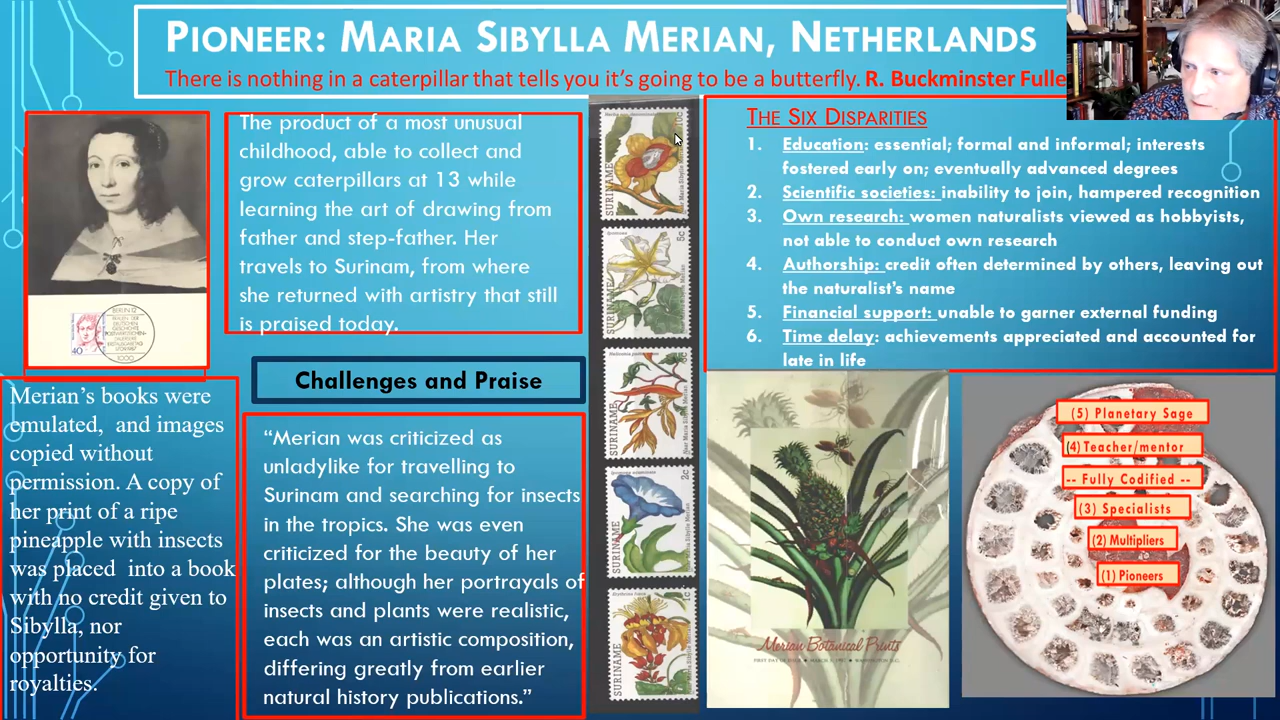 PIONEER: MARIA SIBYLLA MERIAN, NETHERLANDS
There is nothing in a caterpillar that tells you it's going to be a butterfly. R. Buckminster Fulle
The product of a most unusual
childhood, able to collect and
grow caterpillars at 13 while
learning the art of drawing from
father and step-father. Her
travels to Surinam, from where
she returned with artistry that still
is praised today.
BERLIN 12
1000
40
Challenges and Praise
Merian's books were
emulated, and images
copied without
permission. A copy of
her print of a ripe
pineapple with insects
was placed into a book
with no credit given to
Sibylla, nor
opportunity for
royalties.
“Merian was criticized as
unladylike for travelling to
Surinam and searching for insects
in the tropics. She was even
criticized for the beauty of her
plates; although her portrayals of
insects and plants were realistic,
each was an artistic composition,
differing greatly from earlier
natural history publications.”
SURINAME
10c
SURINAME
5c
SURINAME
SURINAME
2c
SURINAME
1c
THE SIX DISPARITIES
1. Education: essential; formal and informal; interests
fostered early on; eventually advanced degrees
2. Scientific societies: inability to join, hampered recognition
3. Own research: women naturalists viewed as hobbyists,
not able to conduct own research
4. Authorship: credit often determined by others, leaving out
the naturalist's name
5. Financial support: unable to garner external funding
6. Time delay: achievements appreciated and accounted for
late in life
Merian Botanical Prints
(5) Planetary Sage
(4) Teacher/mentor
-- Fully Codified --
(3) Specialists
(2) Multipliers
(1) Pioneers